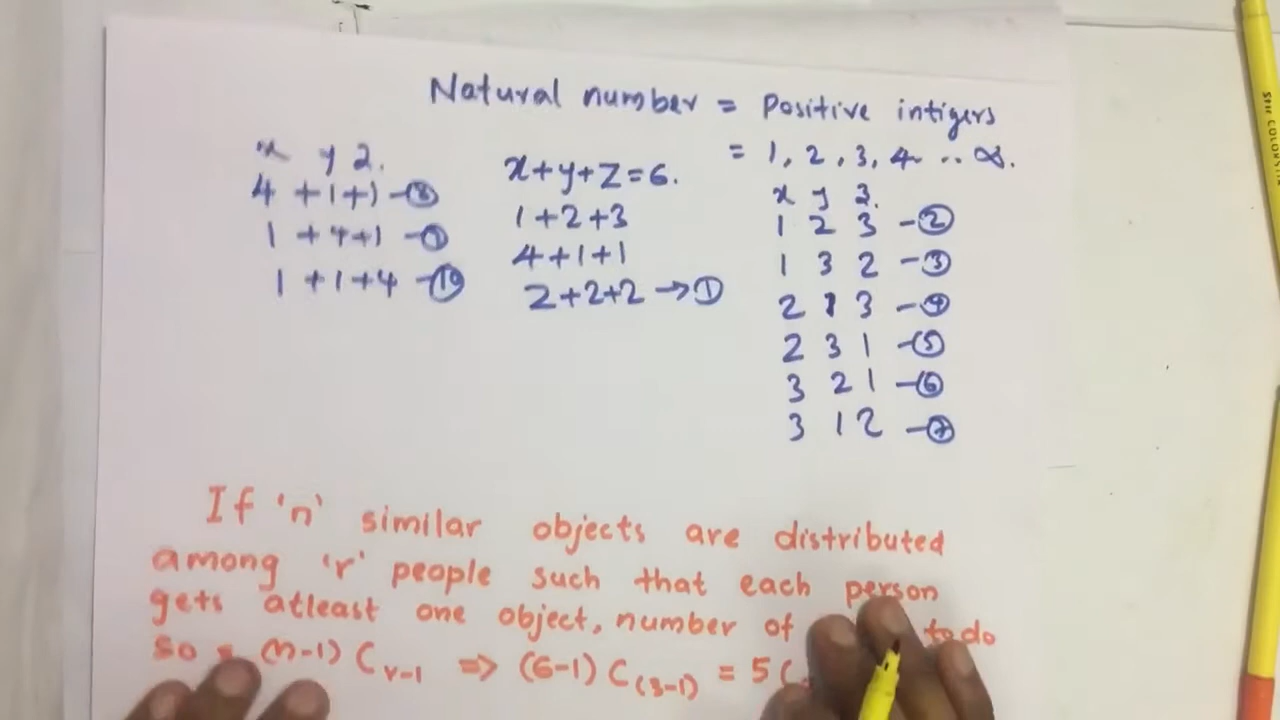 Natural number = Positive intigers
= 1, 2, 3, 4 .. ∞.
x y z.
4 +1+1 -⑧
1 + 4+1 -⑨
1 +1+4 -⑩
x+y+z=6.
1+2+3
4+1+1
2+2+2 → ①
x y z.
1 2 3 -②
1 3 2 -③
2 1 3 -④
2 3 1 -⑤
3 2 1 -⑥
3 1 2 -⑦
If 'n' similar objects are distributed
among 'r' people such that each person
gets atleast one object, number of to do
so = (n-1) C r-1 => (6-1) C (3-1) = 5 C